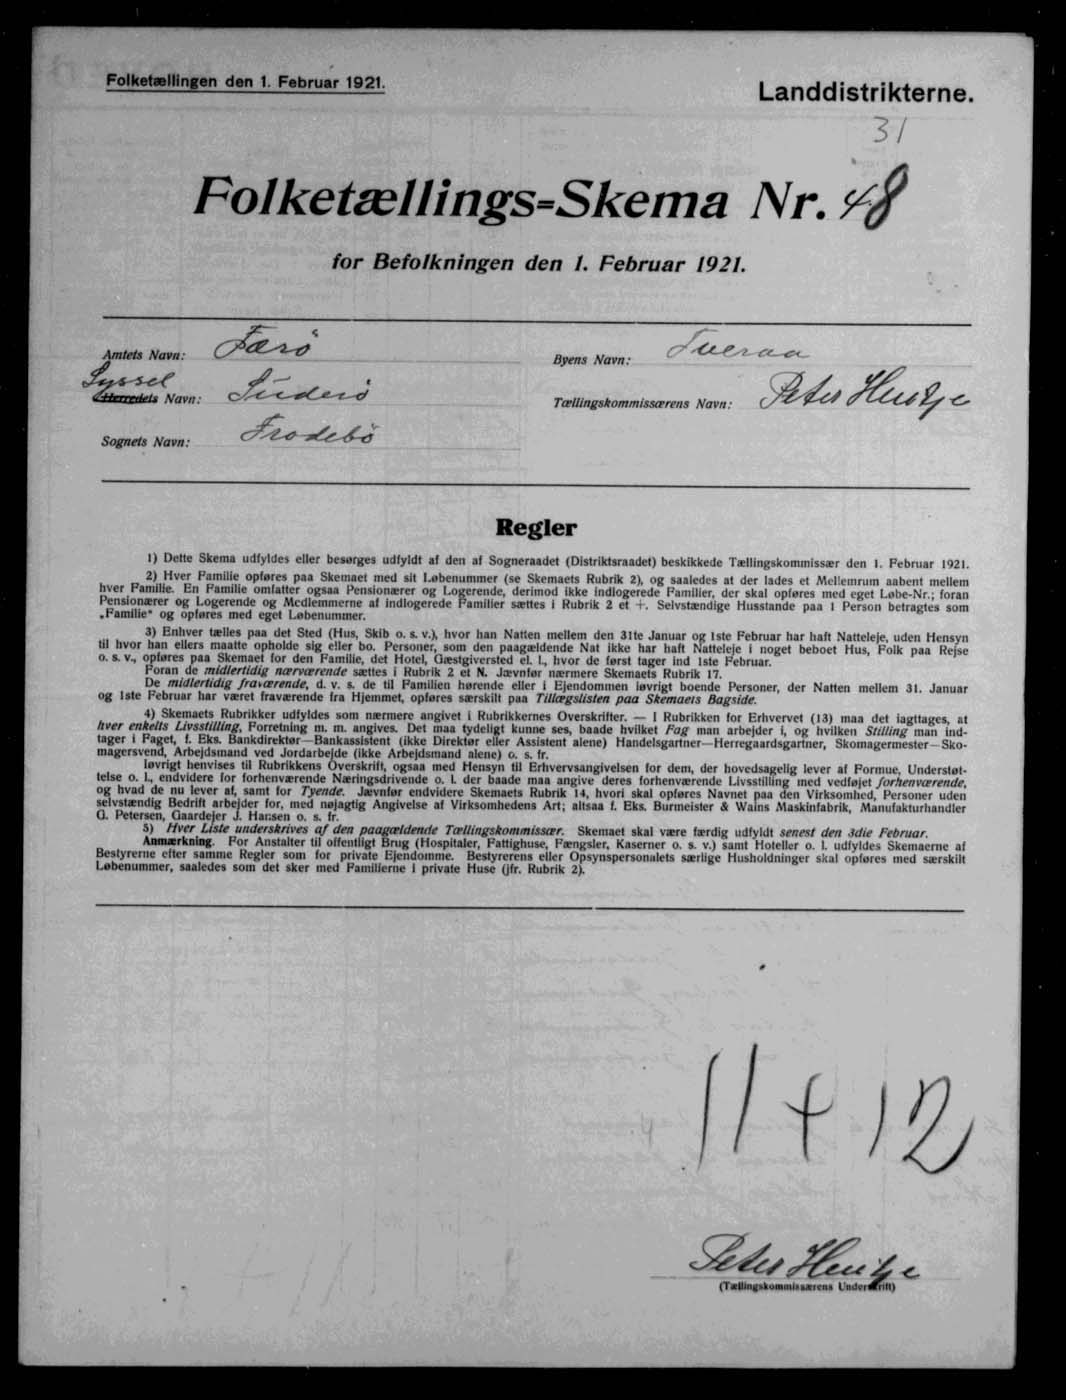 Folketællingen den 1. Februar 1921.
Landdistrikterne.
31
Folketællings=Skema Nr. 48
for Befolkningen den 1. Februar 1921.
Amtets Navn: Færö
Byens Navn: Tveraa
Syssel
Herredets Navn: Suderö
Tællingskommissærens Navn: Peter Hentze
Sognets Navn: Frodebö
Regler
1) Dette Skema udfyldes eller besørges udfyldt af den af Sogneraadet (Distriktsraadet) beskikkede Tællingskommissær den 1. Februar 1921.
2) Hver Familie opføres paa Skemaet med sit Løbenummer (se Skemaets Rubrik 2), og saaledes at der lades et Mellemrum aabent mellem
hver Familie. En Familie omfatter ogsaa Pensionærer og Logerende, derimod ikke indlogerede Familier, der skal opføres med eget Løbe-Nr.; foran
Pensionærer og Logerende og Medlemmerne af indlogerede Familier sættes i Rubrik 2 et +. Selvstændige Husstande paa 1 Person betragtes som
„Familie“ og opføres med eget Løbenummer.
3) Enhver tælles paa det Sted (Hus, Skib o. s. v.), hvor han Natten mellem den 31te Januar og 1ste Februar har haft Natteleje, uden Hensyn
til hvor han ellers maatte opholde sig eller bo. Personer, som den paagældende Nat ikke har haft Natteleje i noget beboet Hus, Folk paa Rejse
o. s. v., opføres paa Skemaet for den Familie, det Hotel, Gæstgiversted el. l., hvor de først tager ind 1ste Februar.
Foran de midlertidig nærværende sættes i Rubrik 2 et N. Jævnfør nærmere Skemaets Rubrik 17.
De midlertidig fraværende, d. v. s. de til Familien hørende eller i Ejendommen iøvrigt boende Personer, der Natten mellem 31. Januar
og 1ste Februar har været fraværende fra Hjemmet, opføres særskilt paa Tillægslisten paa Skemaets Bagside.
4) Skemaets Rubrikker udfyldes som nærmere angivet i Rubrikkernes Overskrifter. — I Rubrikken for Erhvervet (13) maa det iagttages, at
hver enkelts Livsstilling, Forretning m. m. angives. Det maa tydeligt kunne ses, baade hvilket Fag man arbejder i, og hvilken Stilling man ind-
tager i Faget, f. Eks. Bankdirektør—Bankassistent (ikke Direktør eller Assistent alene) Handelsgartner—Herregaardsgartner, Skomagermester—Sko-
magersvend, Arbejdsmand ved Jordarbejde (ikke Arbejdsmand alene) o. s. fr.
Iøvrigt henvises til Rubrikkens Overskrift, ogsaa med Hensyn til Erhvervsangivelsen for dem, der hovedsagelig lever af Formue, Understøt-
telse o. l., endvidere for forhenværende Næringsdrivende o. l. der baade maa angive deres forhenværende Livsstilling med vedføjet forhenværende,
og hvad de nu lever af, samt for Tyende. Jævnfør endvidere Skemaets Rubrik 14, hvori skal opføres Navnet paa den Virksomhed, Personer uden
selvstændig Bedrift arbejder for, med nøjagtig Angivelse af Virksomhedens Art; altsaa f. Eks. Burmeister & Wains Maskinfabrik, Manufakturhandler
G. Petersen, Gaardejer J. Hansen o. s. fr.
5) Hver Liste underskrives af den paagældende Tællingskommissær. Skemaet skal være færdig udfyldt senest den 3die Februar.
Anmærkning. For Anstalter til offentligt Brug (Hospitaler, Fattighuse, Fængsler, Kaserner o. s. v.) samt Hoteller o. l. udfyldes Skemaerne af
Bestyrerne efter samme Regler som for private Ejendomme. Bestyrerens eller Opsynspersonalets særlige Husholdninger skal opføres med særskilt
Løbenummer, saaledes som det sker med Familierne i private Huse (jfr. Rubrik 2).
11 + 12
Peter Hentze
(Tællingskommissærens Underskrift)